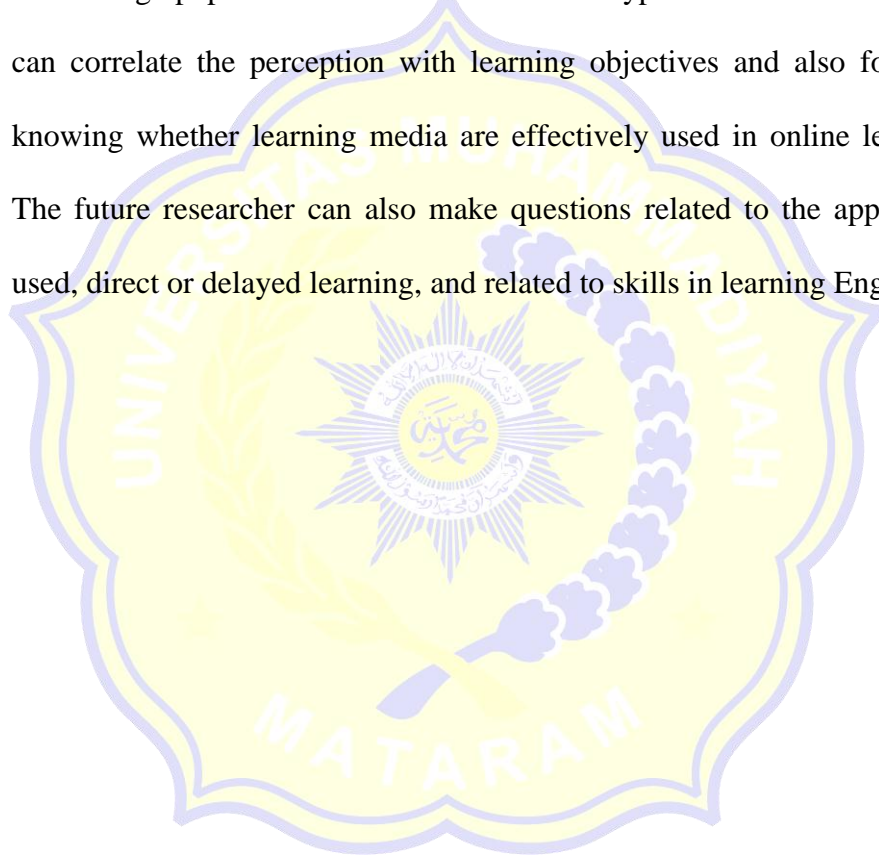 can correlate the perception with learning objectives and also fo
knowing whether learning media are effectively used in online le
The future researcher can also make questions related to the app
used, direct or delayed learning, and related to skills in learning Eng
UNIVERSITAS MUHAMMADIYAH
MATARAM